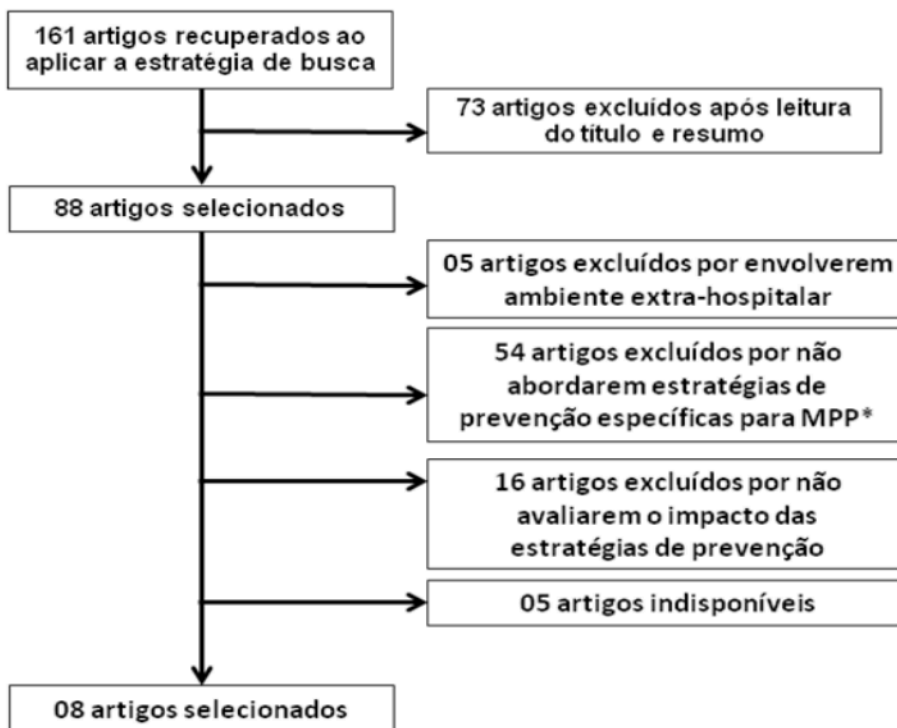 161 artigos recuperados ao
aplicar a estratégia de busca
73 artigos excluídos após leitura
do título e resumo
88 artigos selecionados
05 artigos excluídos por envolverem
ambiente extra-hospitalar
54 artigos excluídos por não
abordarem estratégias de
prevenção específicas para MPP*
16 artigos excluídos por não
avaliarem o impacto das
estratégias de prevenção
05 artigos indisponíveis
08 artigos selecionados